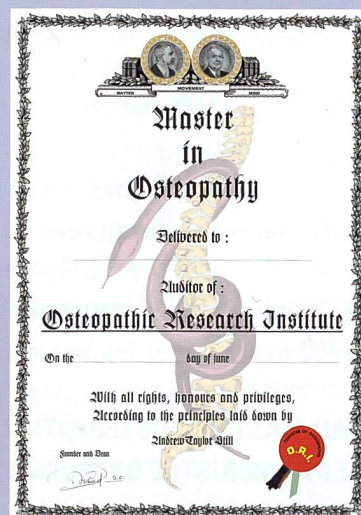 MATTER MOVEMENT MIND
Master
in
Osteopathy
Delivered to :
Auditor of :
Osteopathic Research Institute
On the day of june
With all rights, honours and privileges,
According to the principles laid down by
Andrew Taylor Still
Founder and Dean
O.R.I.